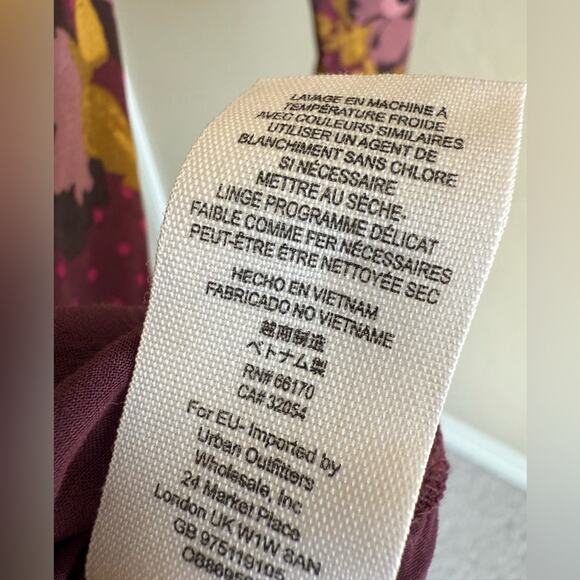 LAVAGE EN MACHINE À
TEMPÉRATURE FROIDE
AVEC COULEURS SIMILAIRES
UTILISER UN AGENT DE
BLANCHIMENT SANS CHLORE
SI NÉCESSAIRE
METTRE AU SÈCHE-
LINGE PROGRAMME DÉLICAT
FAIBLE COMME FER NÉCESSAIRES
PEUT-ÊTRE ÊTRE NETTOYÉE SEC
HECHO EN VIETNAM
FABRICADO NO VIETNAME
越南制造
ベトナム製
RN# 66170
CA# 32054
For EU- Imported by
Urban Outfitters
Wholesale, Inc
24 Market Place
London UK W1W 8AN
GB 975119105